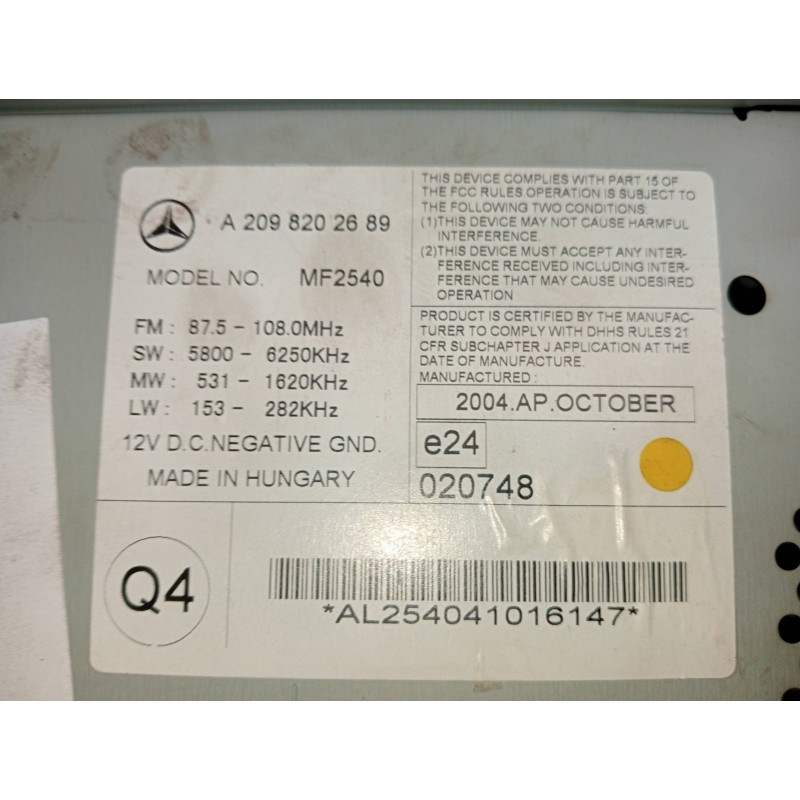 A 209 820 26 89
MODEL NO. MF2540
FM : 87.5 - 108.0MHz
SW : 5800 - 6250KHz
MW : 531 - 1620KHz
LW : 153 - 282KHz
12V D.C.NEGATIVE GND.
MADE IN HUNGARY
THIS DEVICE COMPLIES WITH PART 15 OF
THE FCC RULES.OPERATION IS SUBJECT TO
THE FOLLOWING TWO CONDITIONS:
(1)THIS DEVICE MAY NOT CAUSE HARMFUL
INTERFERENCE.
(2)THIS DEVICE MUST ACCEPT ANY INTER-
FERENCE RECEIVED INCLUDING INTER-
FERENCE THAT MAY CAUSE UNDESIRED
OPERATION
PRODUCT IS CERTIFIED BY THE MANUFAC-
TURER TO COMPLY WITH DHHS RULES 21
CFR SUBCHAPTER J APPLICATION AT THE
DATE OF MANUFACTURE.
MANUFACTURED :
2004.AP.OCTOBER
e24
020748
Q4
*AL254041016147*